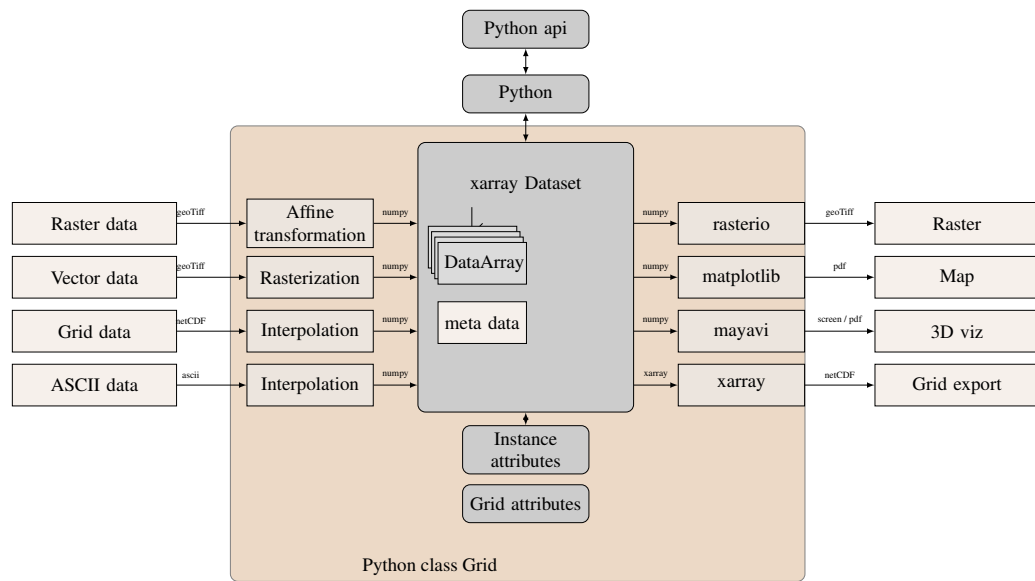 Python api
Python
xarray Dataset
Raster data
geoTiff
Affine
transformation
numpy
numpy
rasterio
geoTiff
Raster
DataArray
Vector data
geoTiff
Rasterization
numpy
numpy
matplotlib
pdf
Map
meta data
Grid data
netCDF
Interpolation
numpy
numpy
mayavi
screen / pdf
3D viz
ASCII data
ascii
Interpolation
numpy
xarray
xarray
netCDF
Grid export
Instance
attributes
Grid attributes
Python class Grid